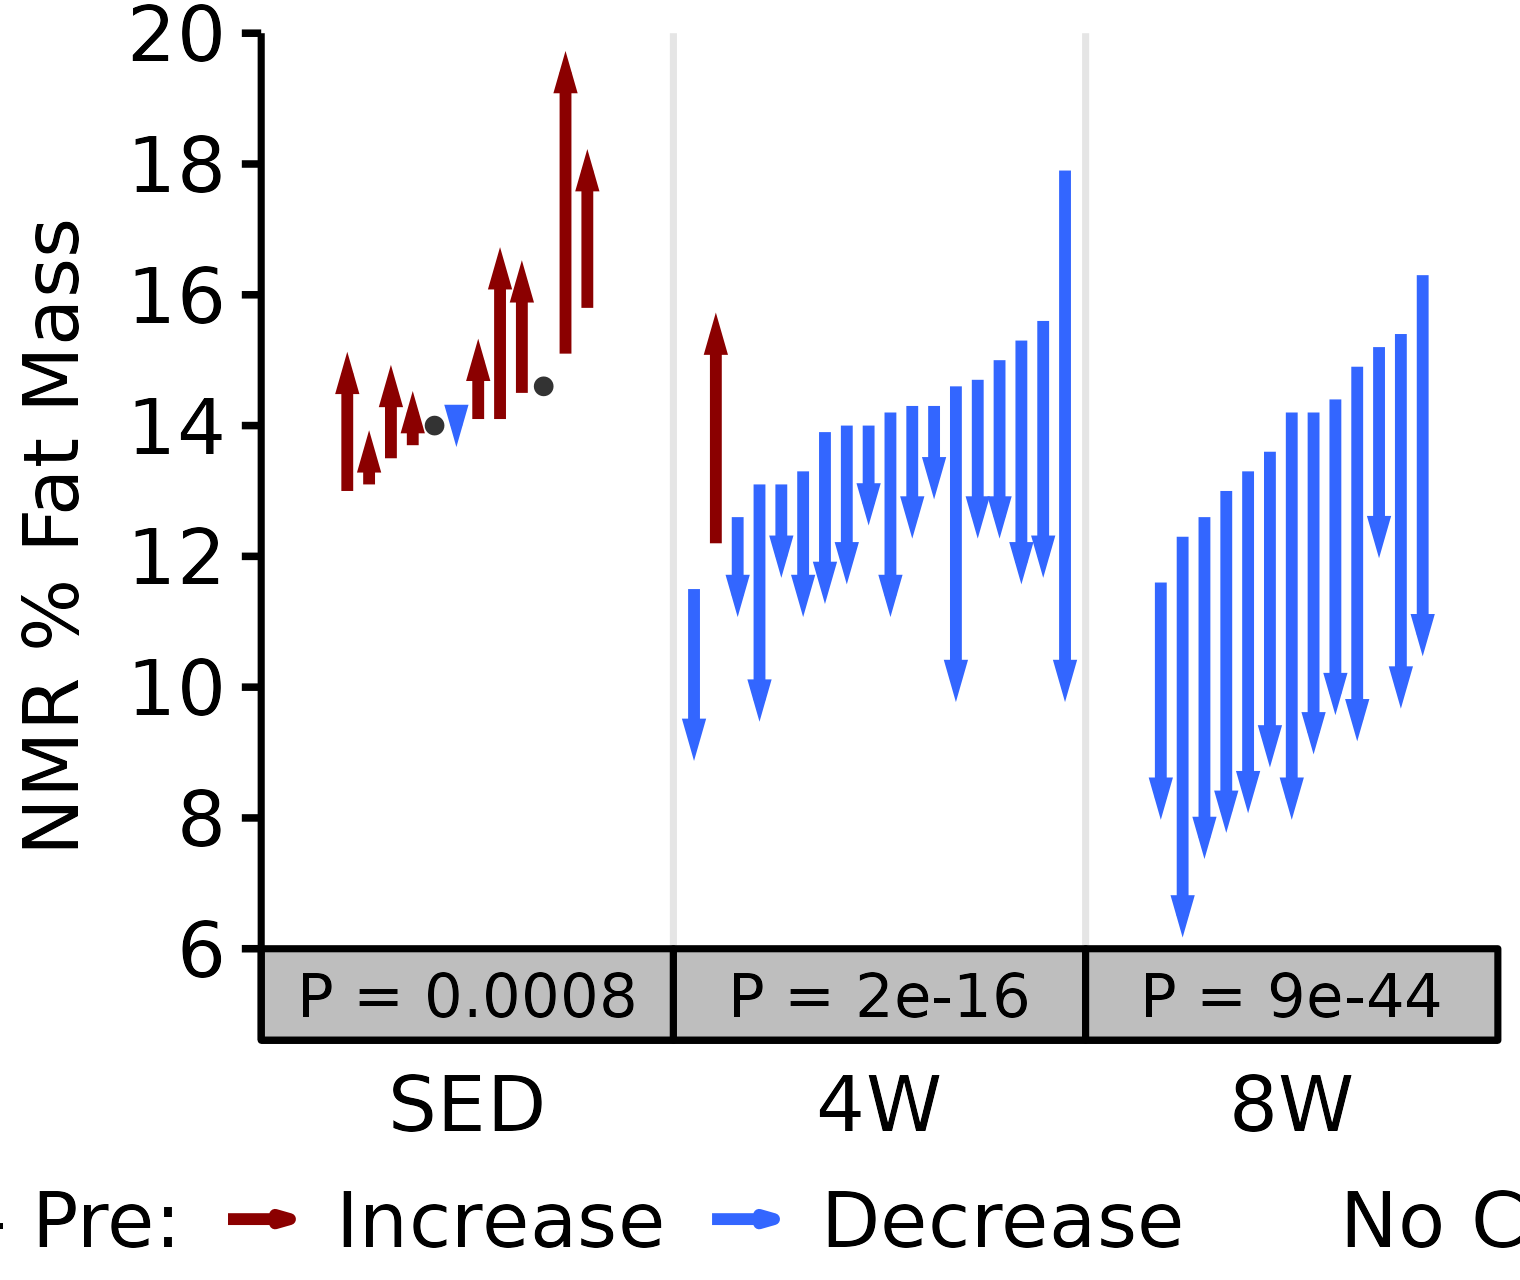 20
18
16
14
12
10
8
6
NMR % Fat Mass
P = 0.0008 P = 2e-16 P = 9e-44
SED 4W 8W
- Pre: Increase Decrease No C